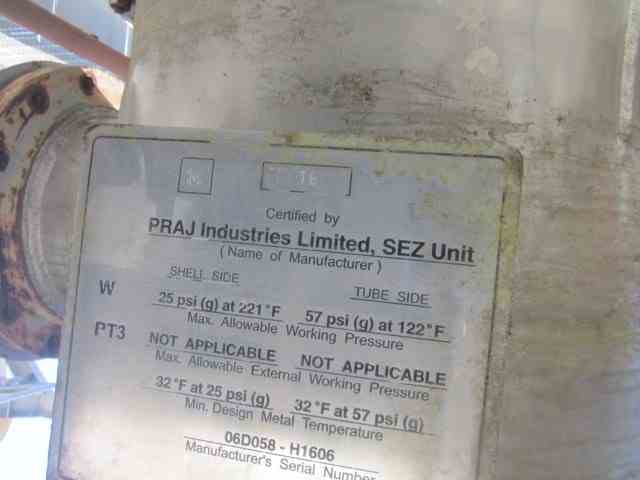 Certified by
PRAJ Industries Limited, SEZ Unit
( Name of Manufacturer )
SHELL SIDE TUBE SIDE
W 25 psi (g) at 221°F 57 psi (g) at 122°F
Max. Allowable Working Pressure
PT3 NOT APPLICABLE NOT APPLICABLE
Max. Allowable External Working Pressure
32 °F at 25 psi (g) 32 °F at 57 psi (g)
Min. Design Metal Temperature
06D058 - H1606
Manufacturer's Serial Number